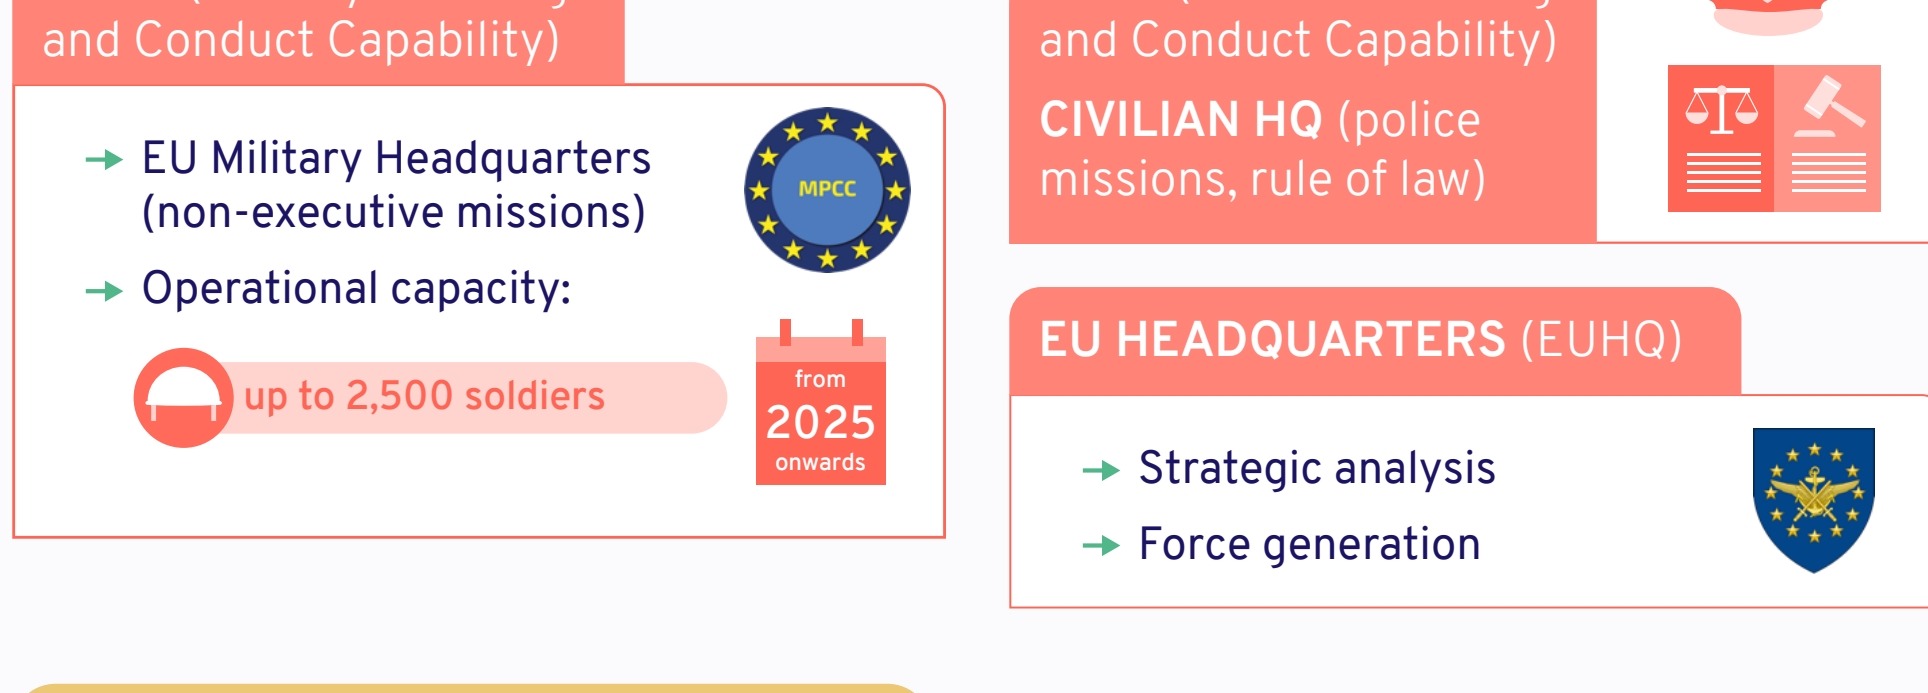 and Conduct Capability)
EU Military Headquarters
(non-executive missions)
MPCC
Operational capacity:
up to 2,500 soldiers
from
2025
onwards
and Conduct Capability)
CIVILIAN HQ (police
missions, rule of law)
EU HEADQUARTERS (EUHQ)
Strategic analysis
Force generation